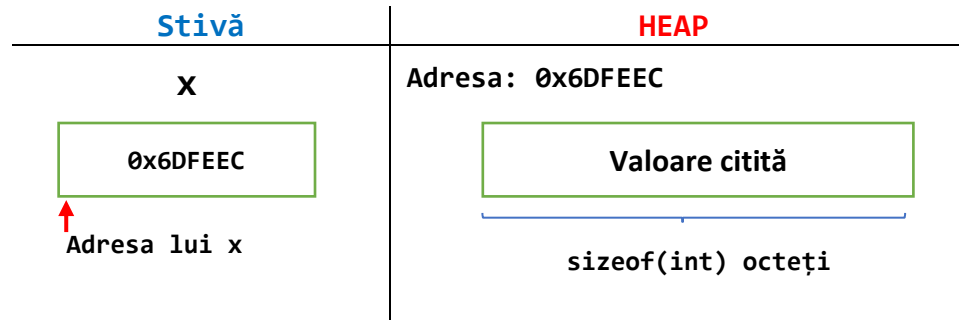 Stivă
HEAP
x
Adresa: 0x6DFEEC
0x6DFEEC
Valoare citită
Adresa lui x
sizeof(int) octeți